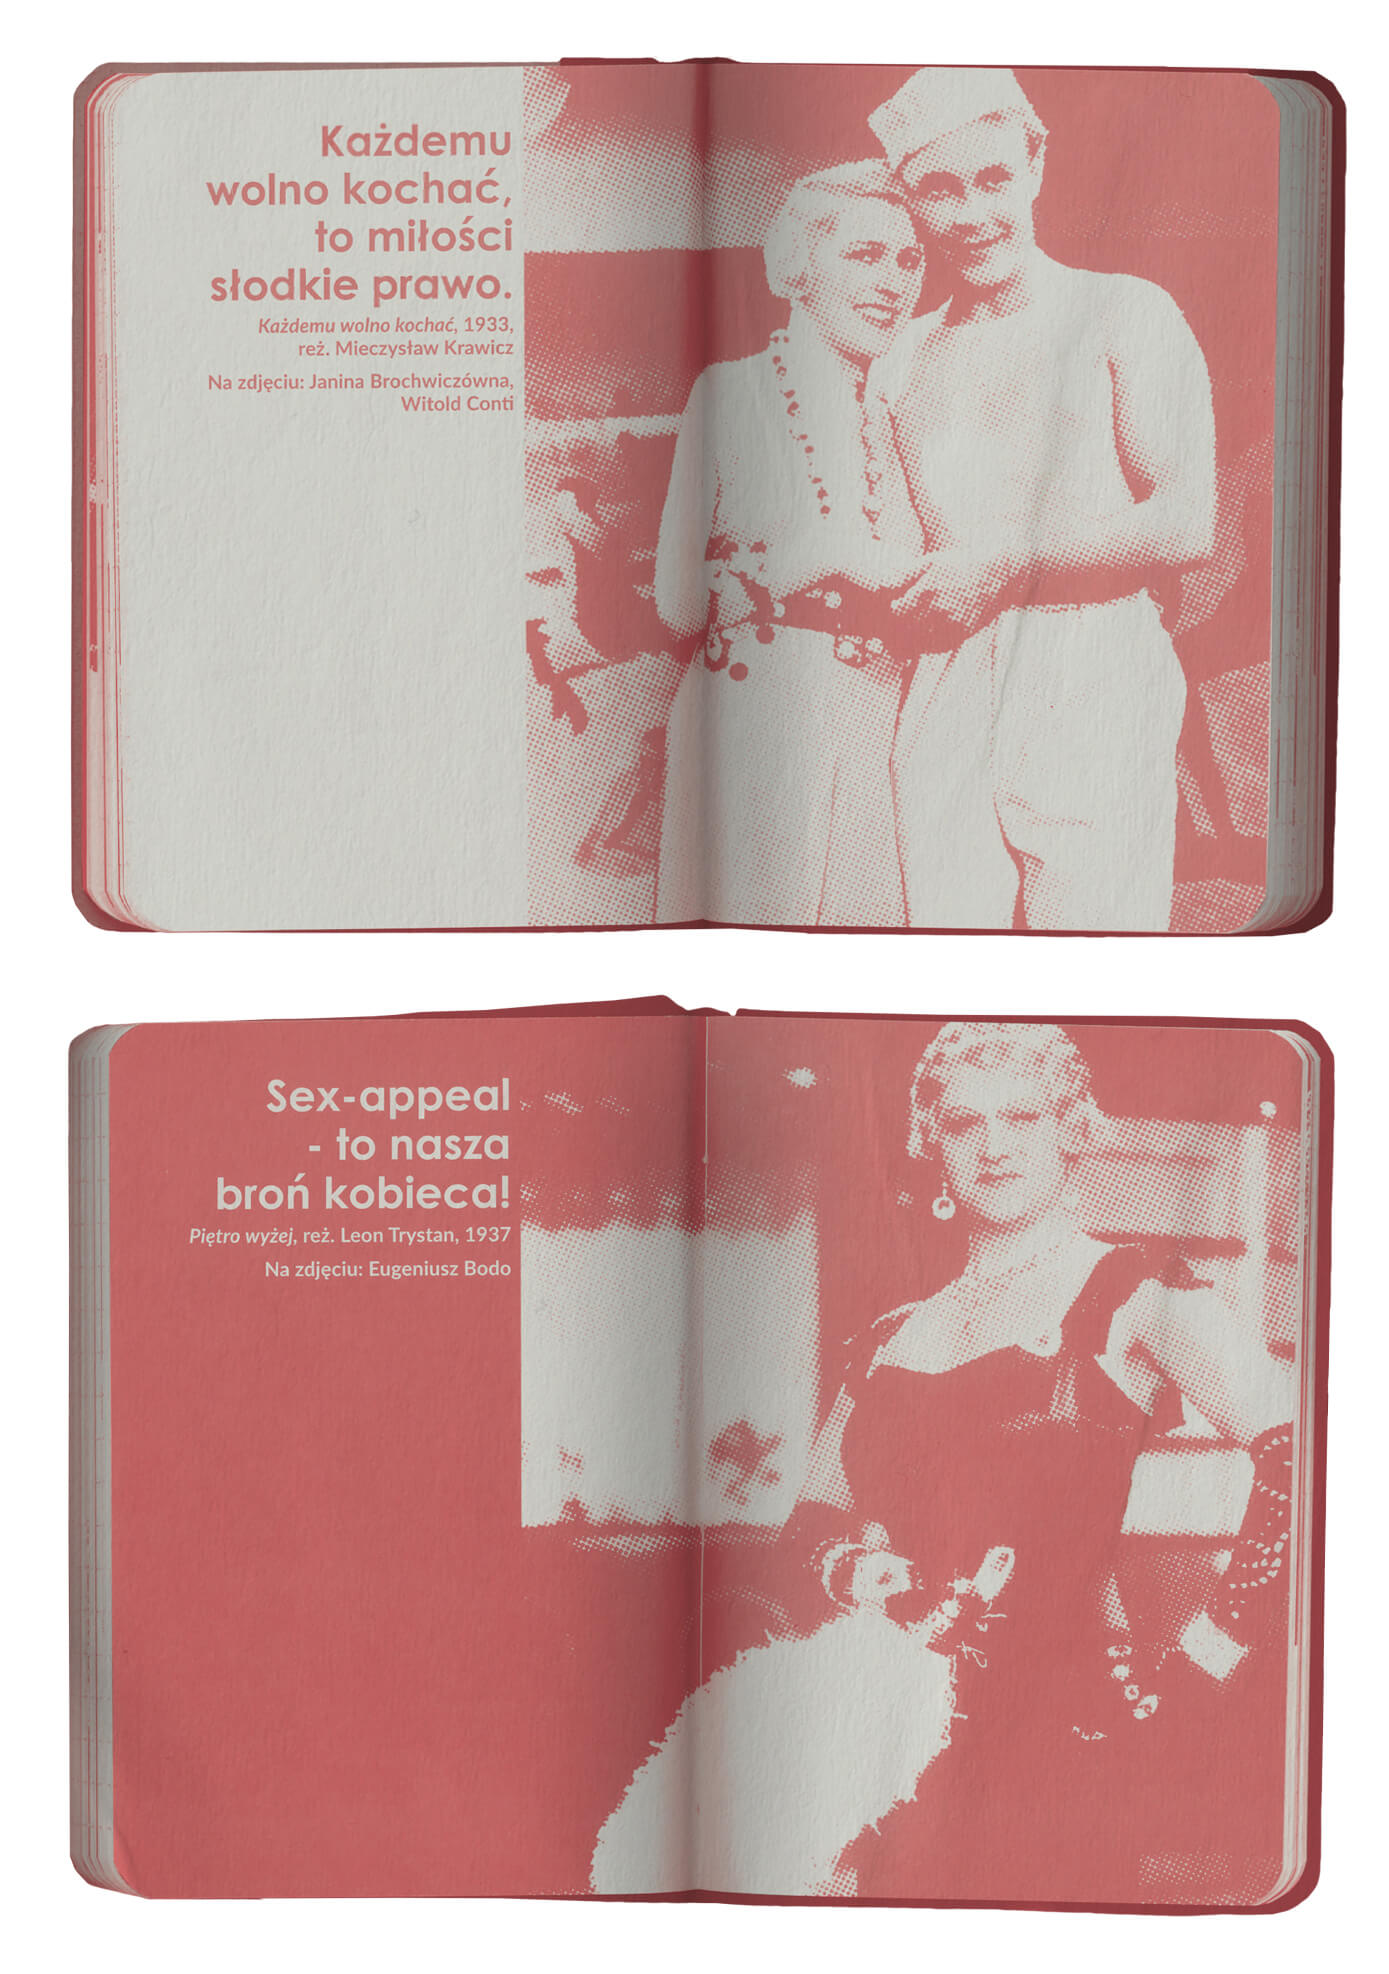 Każdemu
wolno kochać,
to miłości
słodkie prawo.
Każdemu wolno kochać, 1933,
reż. Mieczysław Krawicz
Na zdjęciu: Janina Brochwiczówna,
Witold Conti
Sex-appeal
- to nasza
broń kobieca!
Piętro wyżej, reż. Leon Trystan, 1937
Na zdjęciu: Eugeniusz Bodo